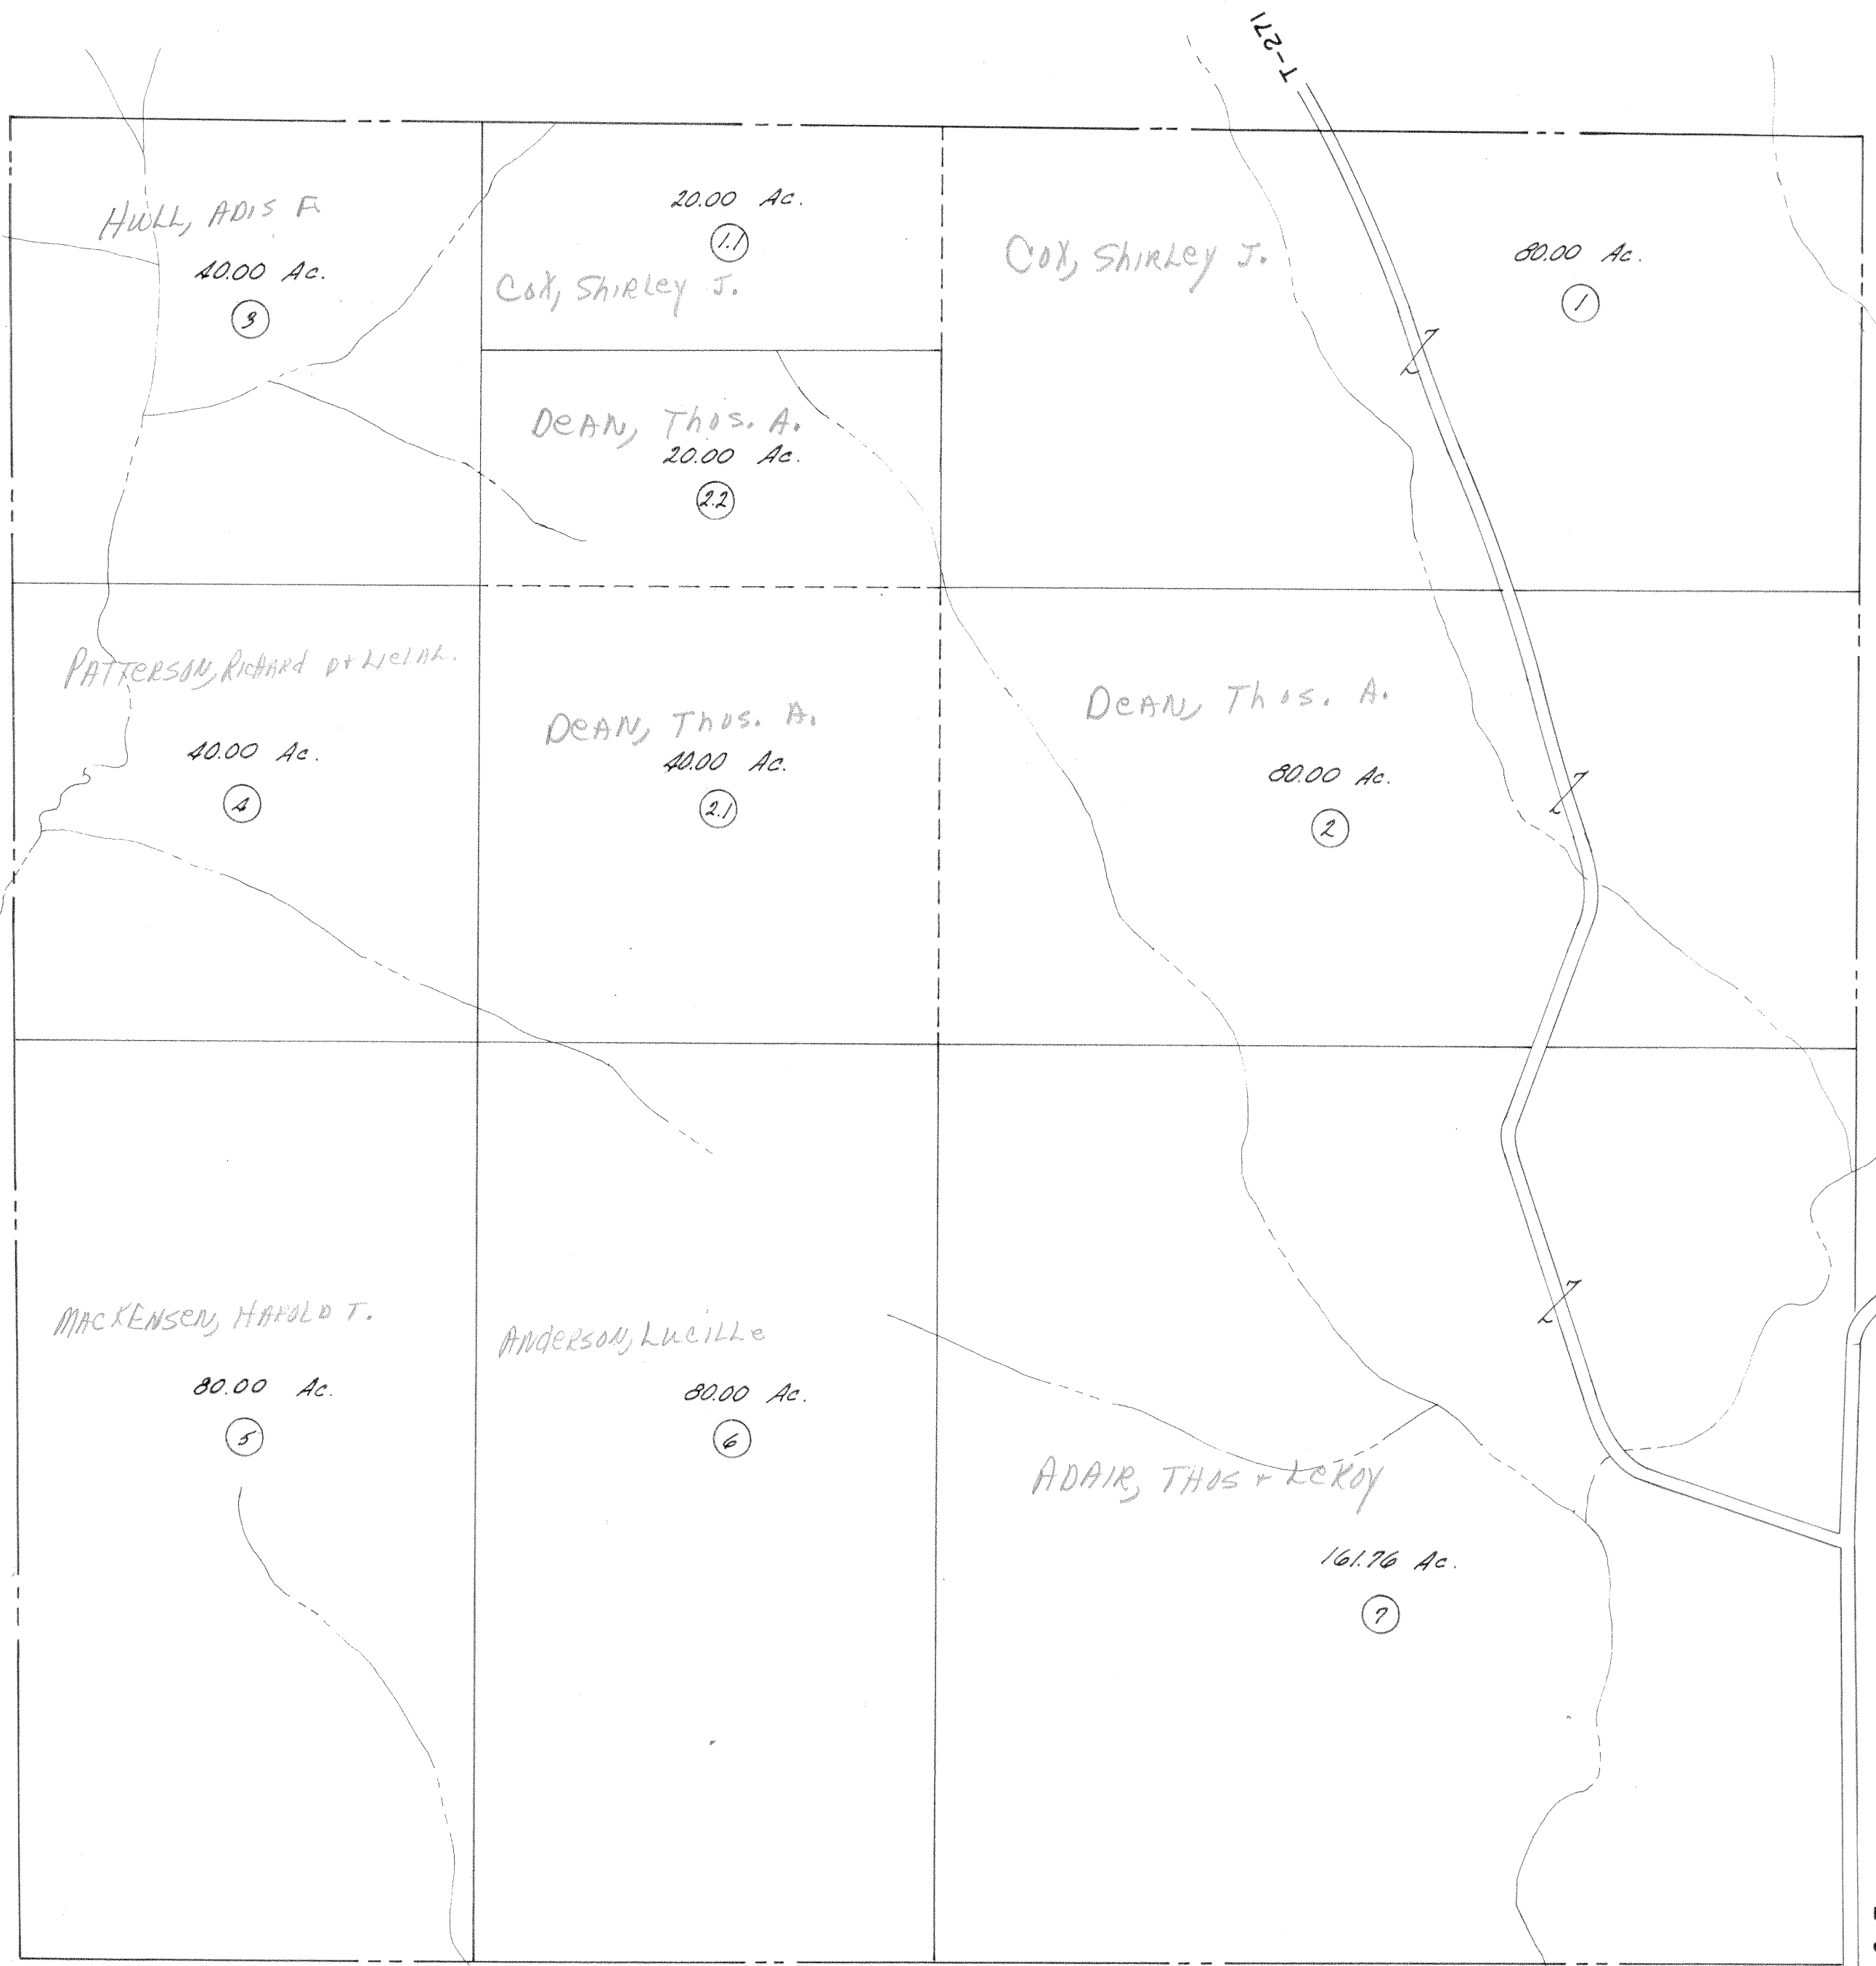 T-271
HULL, ADIS F.
40.00 Ac.
3
20.00 Ac.
1.1
COX, SHIRLEY J.
COX, SHIRLEY J.
80.00 Ac.
1
DEAN, Thos. A.
20.00 Ac.
2.2
PATTERSON, RICHARD D +
40.00 Ac.
4
DEAN, Thos. A.
40.00 Ac.
2.1
DEAN, Thos. A.
80.00 Ac.
2
MACKENSEN, HAROLD T.
80.00 Ac.
5
ANDERSON, LUCILLE
80.00 Ac.
6
ADAIR, THOS + LEROY
161.76 Ac.
7